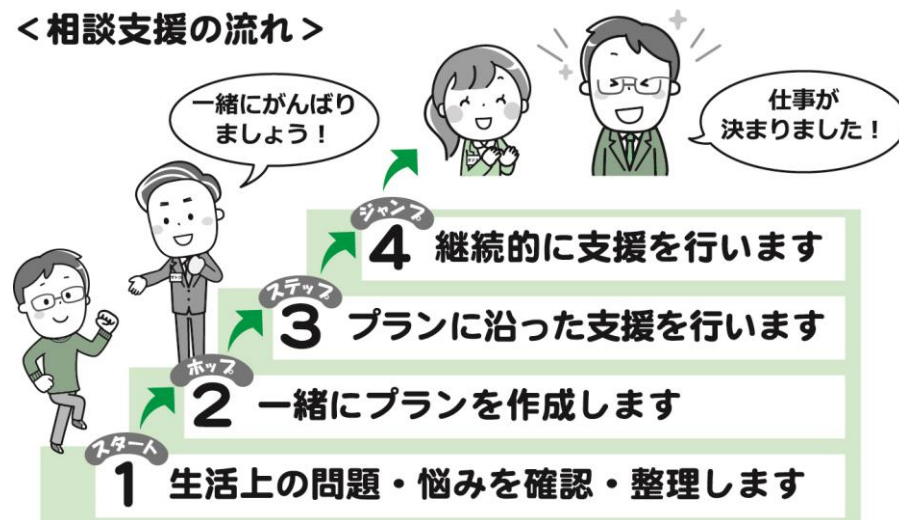 ＜相談支援の流れ＞
一緒にがんばり
ましょう！
仕事が
決まりました！
ジャンプ
4 継続的に支援を行います
ステップ
3 プランに沿った支援を行います
ホップ
2 一緒にプランを作成します
スタート
1 生活上の問題・悩みを確認・整理します